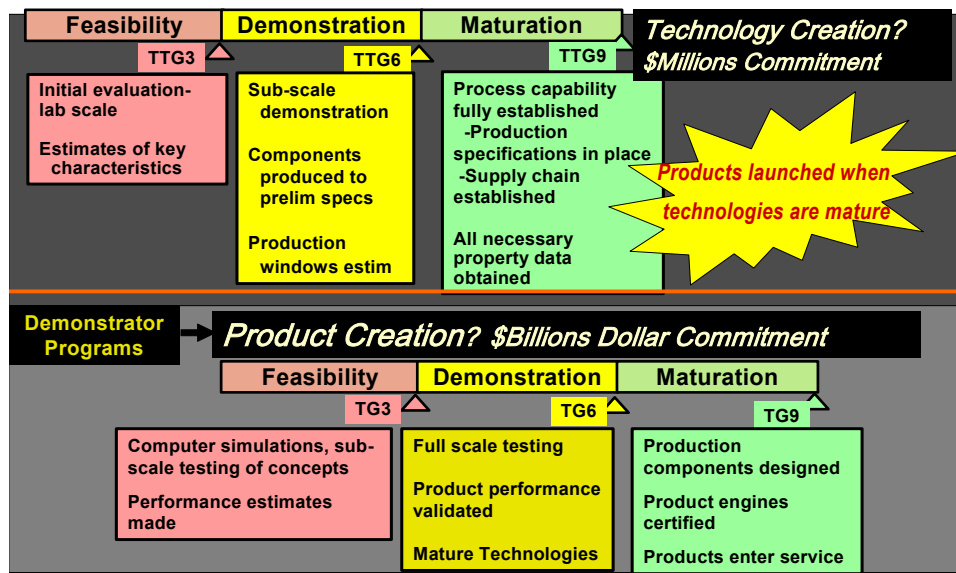 Feasibility
Demonstration
Maturation
Technology Creation?
$Millions Commitment
TTG3
TTG6
TTG9
Initial evaluation-
lab scale
Estimates of key
characteristics
Sub-scale
demonstration
Components
produced to
prelim specs
Production
windows estim
Process capability
fully established
-Production
specifications in place
-Supply chain
established
All necessary
property data
obtained
Products launched when
technologies are mature
Demonstrator
Programs
Product Creation? $Billions Dollar Commitment
Feasibility
Demonstration
Maturation
TG3
TG6
TG9
Computer simulations, sub-
scale testing of concepts
Performance estimates
made
Full scale testing
Product performance
validated
Mature Technologies
Production
components designed
Product engines
certified
Products enter service